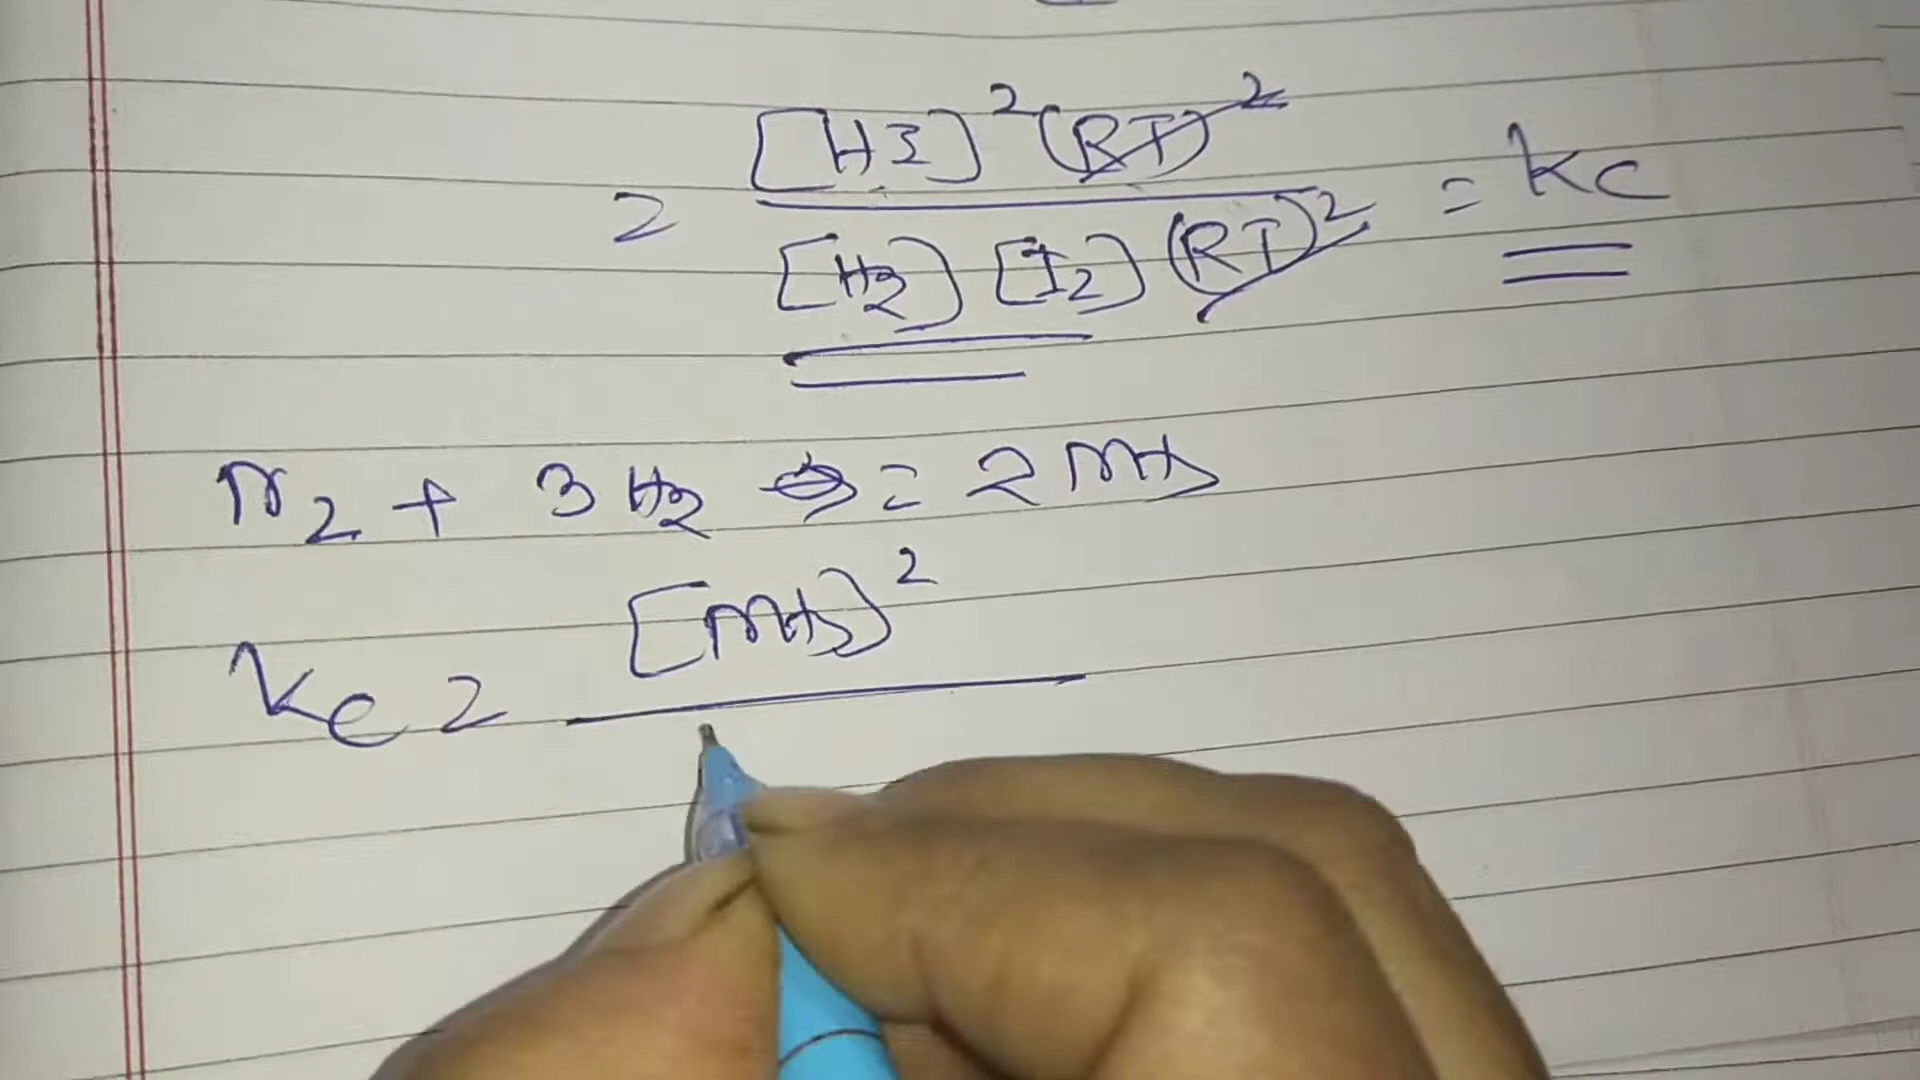 = [HI]² (RT)² / [H₂] [I₂] (RT)² = Kc
N₂ + 3H₂ ⇌ = 2NH₃
Kc = [NH₃]² /